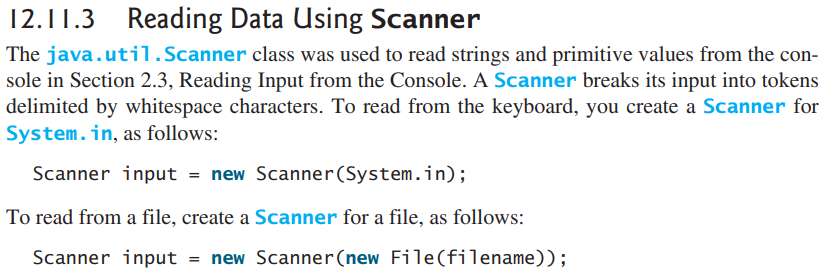 12.11.3 Reading Data Using Scanner
The java.util.Scanner class was used to read strings and primitive values from the con-
sole in Section 2.3, Reading Input from the Console. A Scanner breaks its input into tokens
delimited by whitespace characters. To read from the keyboard, you create a Scanner for
System.in, as follows:
Scanner input = new Scanner(System.in);
To read from a file, create a Scanner for a file, as follows:
Scanner input = new Scanner(new File(filename));